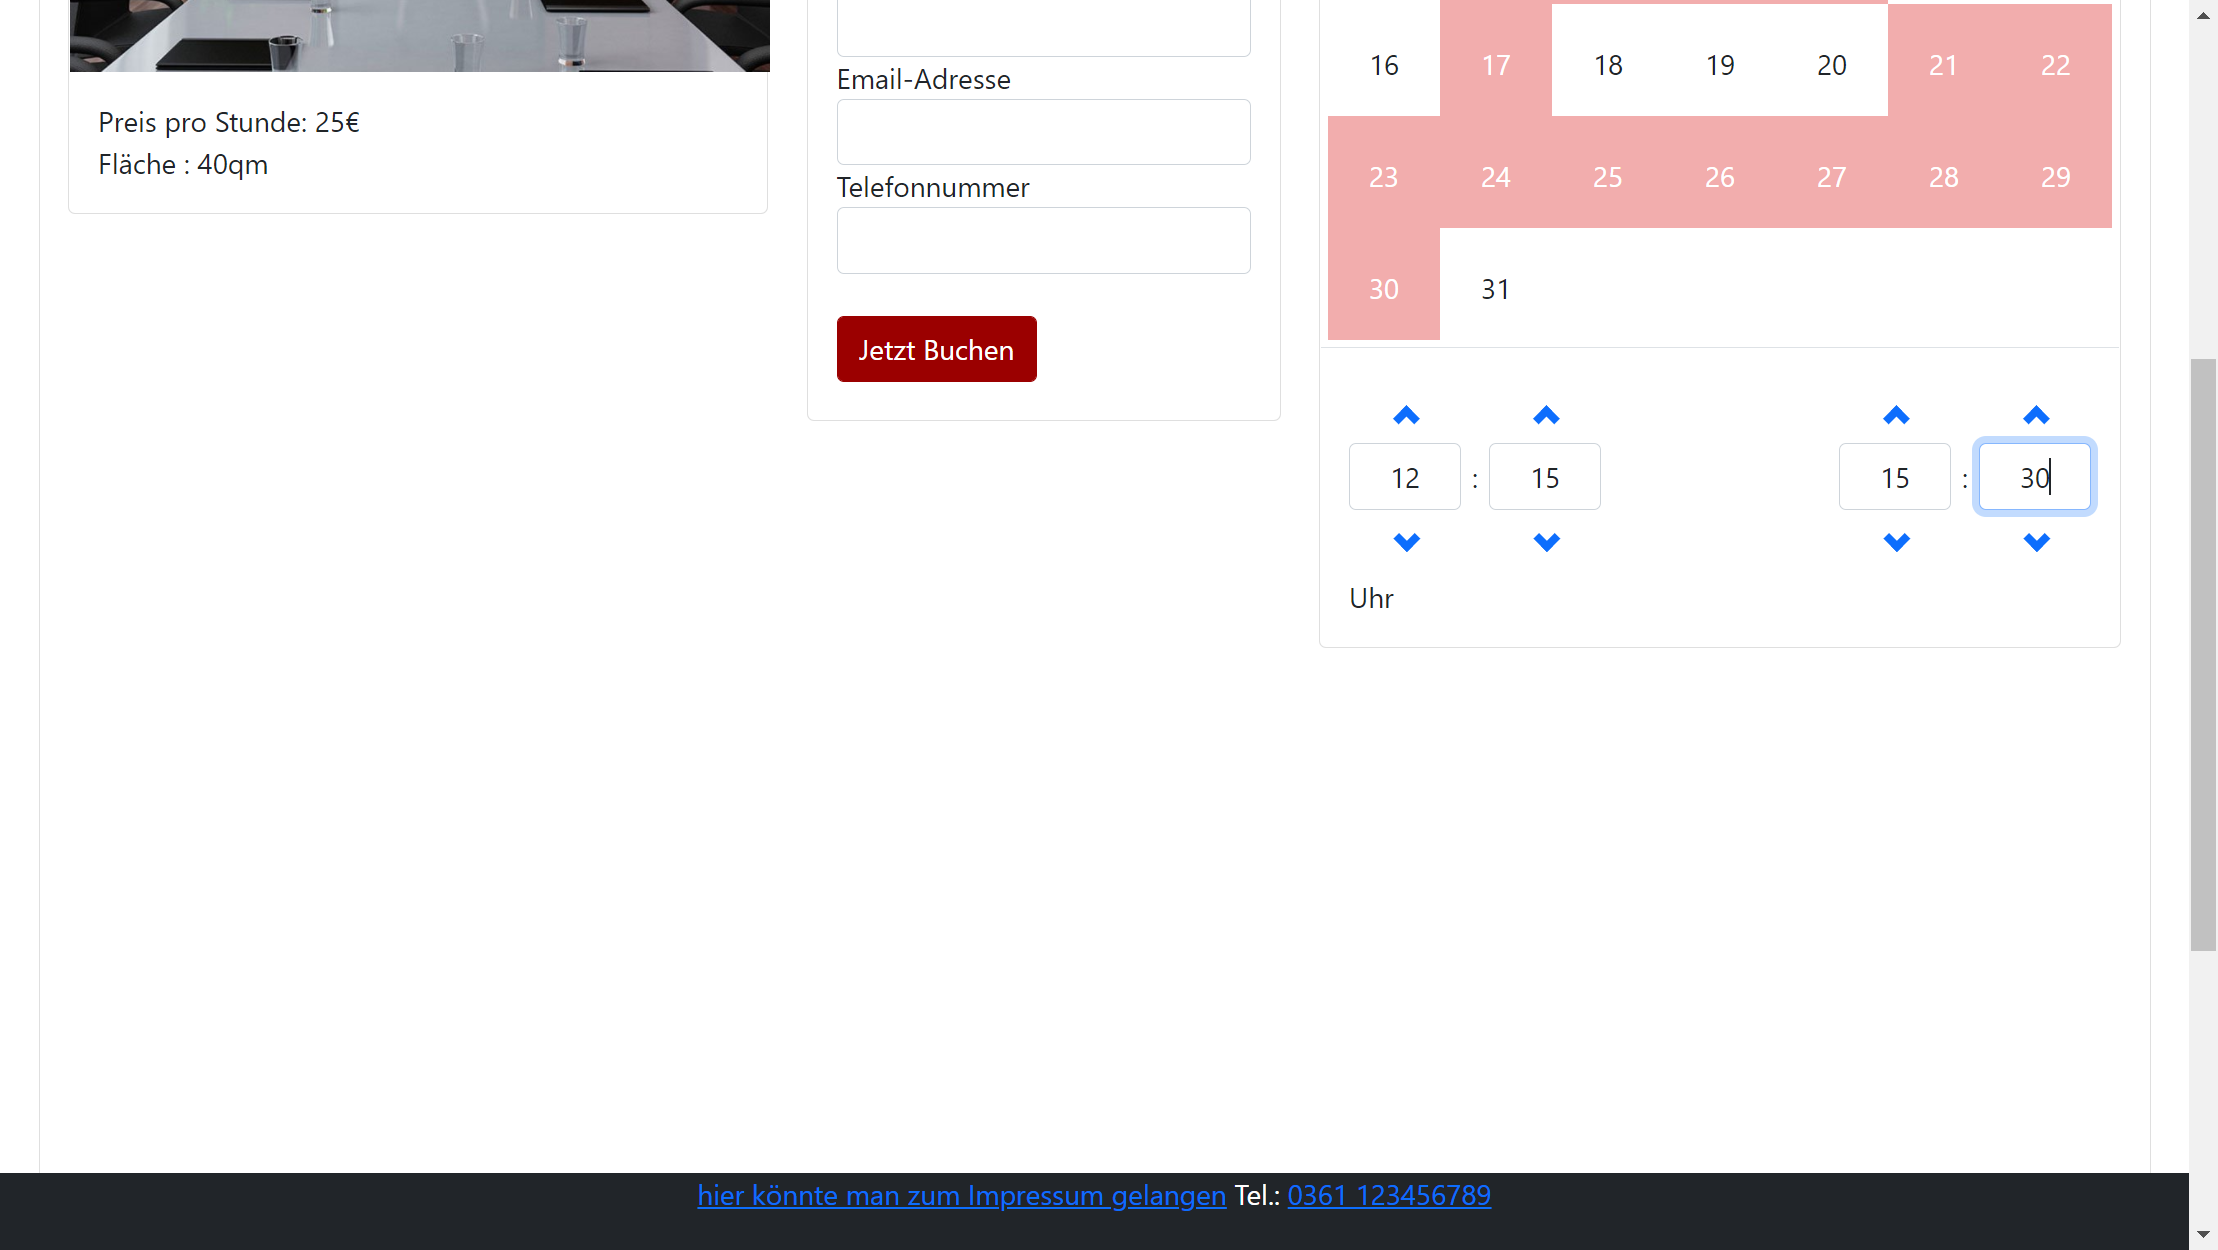 Preis pro Stunde: 25€
Fläche : 40qm
Email-Adresse
Telefonnummer
Jetzt Buchen
16 17 18 19 20 21 22
23 24 25 26 27 28 29
30 31
12 : 15 15 : 30
Uhr
hier könnte man zum Impressum gelangen Tel.: 0361 123456789